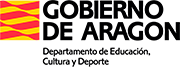 GOBIERNO
DE ARAGON
Departamento de Educación,
Cultura y Deporte